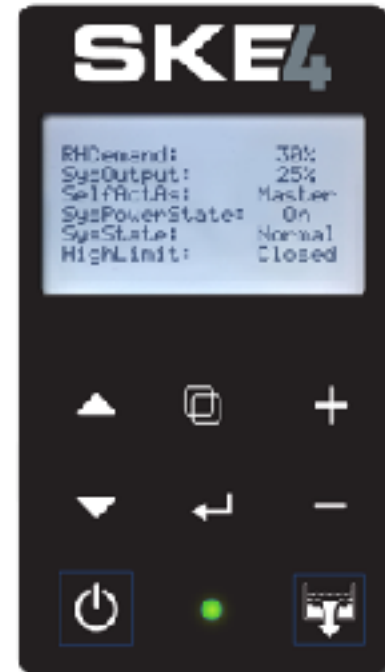 SKE4
RHDemand: 30%
SysOutput: 25%
SelfActAs: Master
SysPowerState: On
SysState: Normal
HighLimit: Closed